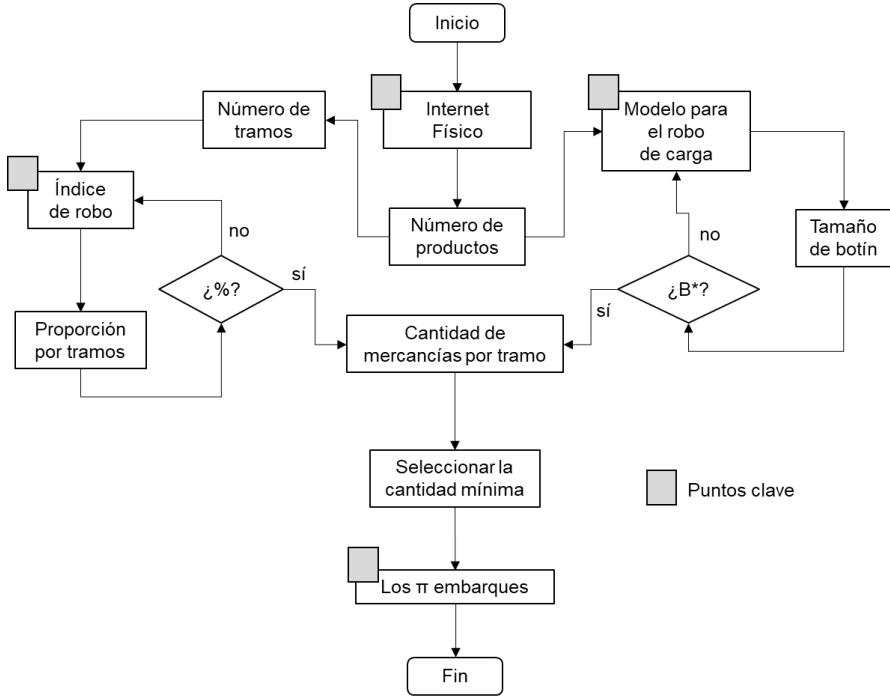 Inicio
Internet
Físico
Número de
tramos
Modelo para
el robo
de carga
Índice
de robo
Número de
productos
Tamaño
de botín
no
no
¿%?
sí
¿B*?
sí
Proporción
por tramos
Cantidad de
mercancías por tramo
Seleccionar la
cantidad mínima
Puntos clave
Los π embarques
Fin